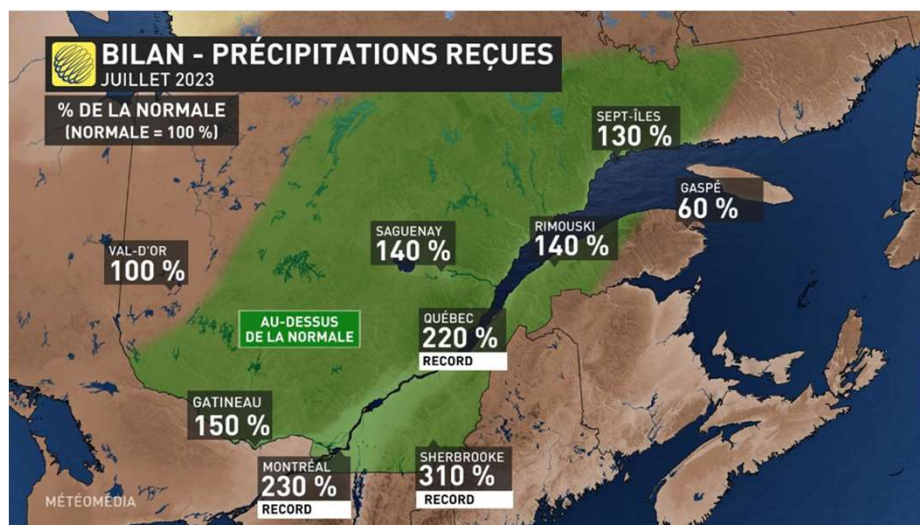 BILAN - PRÉCIPITATIONS REÇUES
JUILLET 2023
% DE LA NORMALE
(NORMALE = 100 %)
SEPT-ÎLES
130 %
GASPÉ
60 %
RIMOUSKI
140 %
SAGUENAY
140 %
VAL-D'OR
100 %
AU-DESSUS
DE LA NORMALE
QUÉBEC
220 %
RECORD
GATINEAU
150 %
MONTRÉAL
230 %
RECORD
SHERBROOKE
310 %
RECORD
MÉTÉOMÉDIA